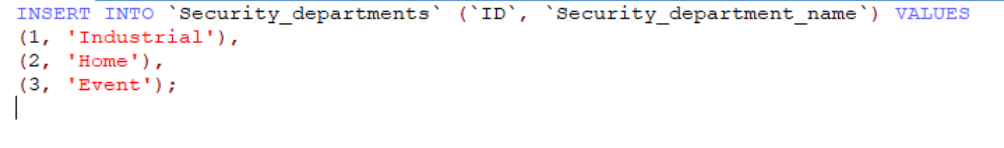 INSERT INTO `Security_departments` (`ID`, `Security_department_name`) VALUES
(1, 'Industrial'),
(2, 'Home'),
(3, 'Event');